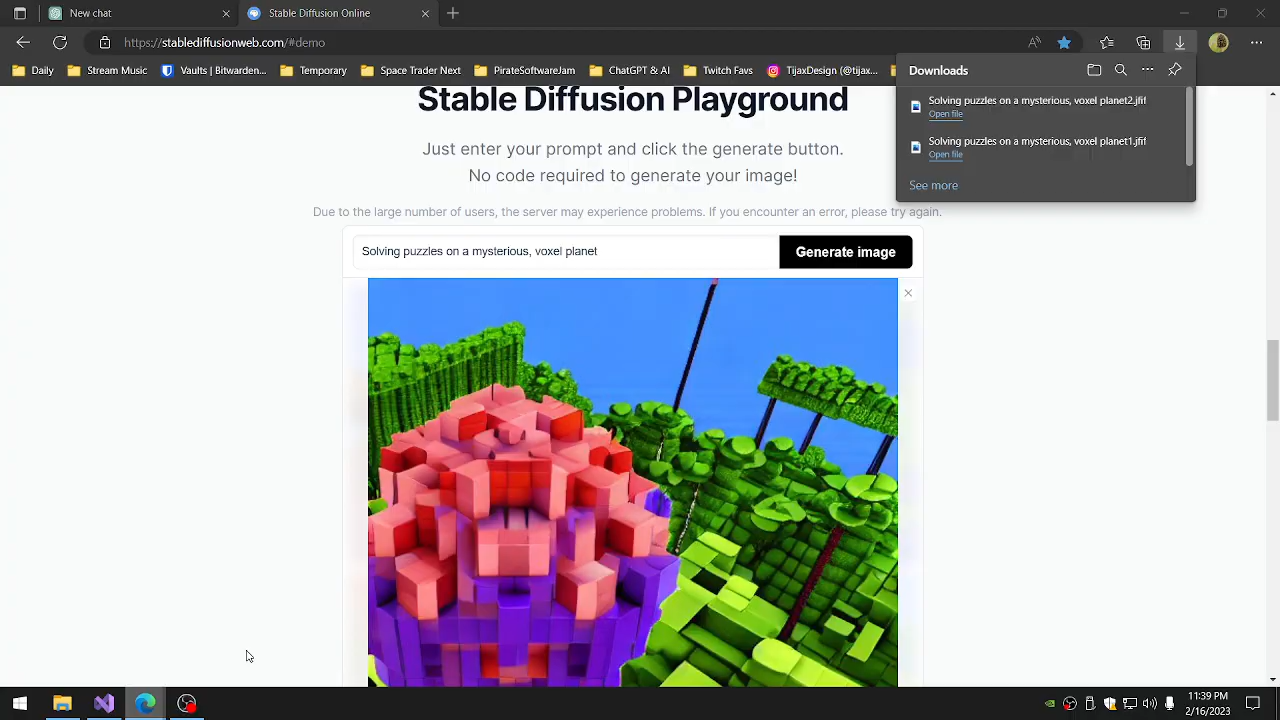 New chat
Stable Diffusion Online
https://stablediffusionweb.com/#demo
Daily
Stream Music
Vaults | Bitwarden...
Temporary
Space Trader Next
PirateSoftwareJam
ChatGPT & AI
Twitch Favs
TijaxDesign (@tijax...
Downloads
Solving puzzles on a mysterious, voxel planet2.jfif
Open file
Solving puzzles on a mysterious, voxel planet1.jfif
Open file
See more
Stable Diffusion Playground
Just enter your prompt and click the generate button.
No code required to generate your image!
Due to the large number of users, the server may experience problems. If you encounter an error, please try again.
Solving puzzles on a mysterious, voxel planet
Generate image
11:39 PM
2/16/2023